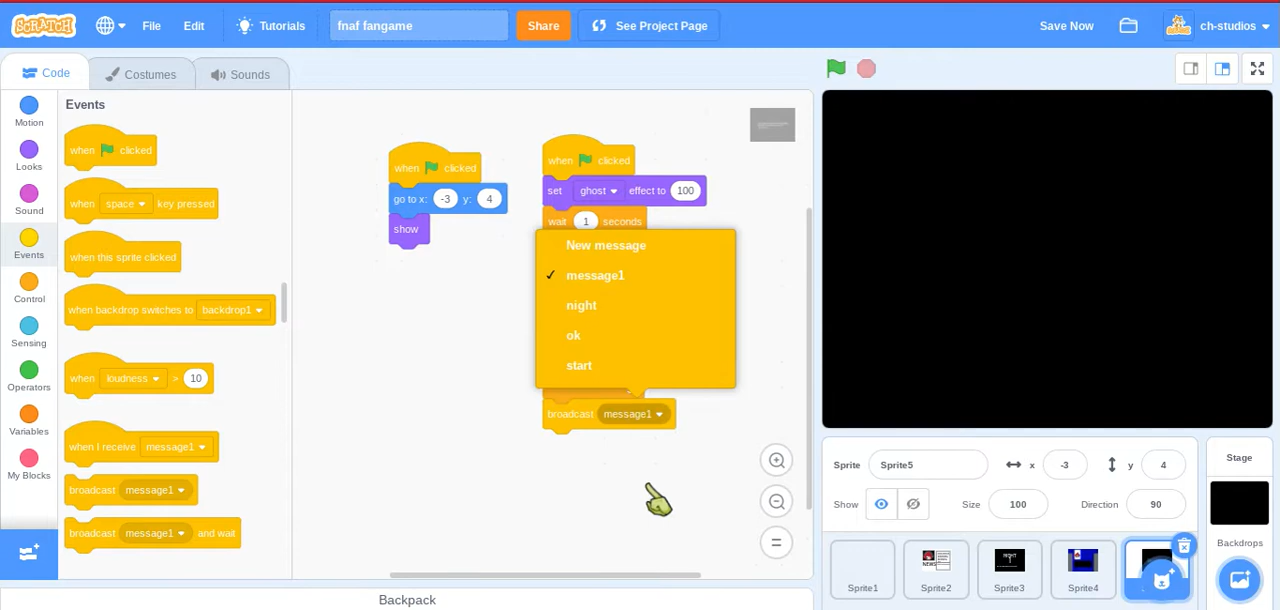 SCRATCH File Edit Tutorials fnaf fangame Share See Project Page Save Now ch-studios
Code Costumes Sounds
Motion
Looks
Sound
Events
Control
Sensing
Operators
Variables
My Blocks
Events
when clicked
when space key pressed
when this sprite clicked
when backdrop switches to backdrop1
when loudness > 10
when I receive message1
broadcast message1
broadcast message1 and wait
when clicked
go to x: -3 y: 4
show
when clicked
set ghost effect to 100
wait 1 seconds
New message
✓ message1
night
ok
start
broadcast message1
Sprite Sprite5 x -3 y 4
Show Size 100 Direction 90
Sprite1 Sprite2 Sprite3 Sprite4
Stage
Backdrops
Backpack